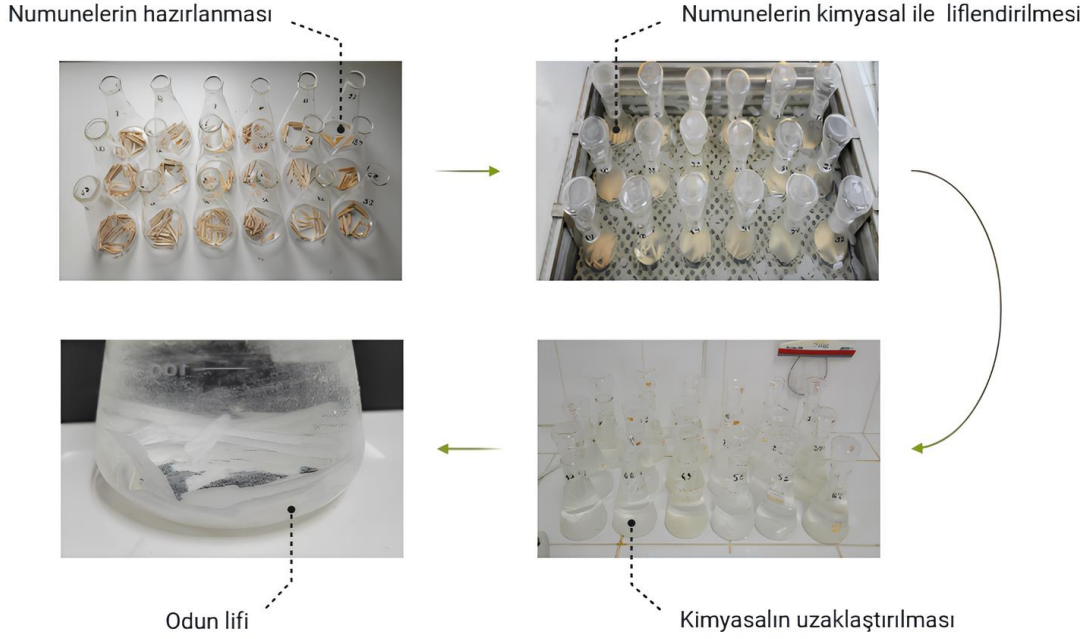 Numunelerin hazırlanması
Numunelerin kimyasal ile liflendirilmesi
Odun lifi
Kimyasalın uzaklaştırılması